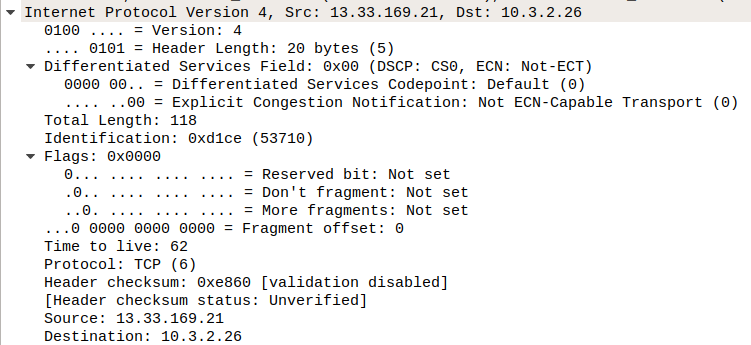 Internet Protocol Version 4, Src: 13.33.169.21, Dst: 10.3.2.26
0100 .... = Version: 4
.... 0101 = Header Length: 20 bytes (5)
Differentiated Services Field: 0x00 (DSCP: CS0, ECN: Not-ECT)
0000 00.. = Differentiated Services Codepoint: Default (0)
.... ..00 = Explicit Congestion Notification: Not ECN-Capable Transport (0)
Total Length: 118
Identification: 0xd1ce (53710)
Flags: 0x0000
0... .... .... .... = Reserved bit: Not set
.0.. .... .... .... = Don't fragment: Not set
..0. .... .... .... = More fragments: Not set
...0 0000 0000 0000 = Fragment offset: 0
Time to live: 62
Protocol: TCP (6)
Header checksum: 0xe860 [validation disabled]
[Header checksum status: Unverified]
Source: 13.33.169.21
Destination: 10.3.2.26